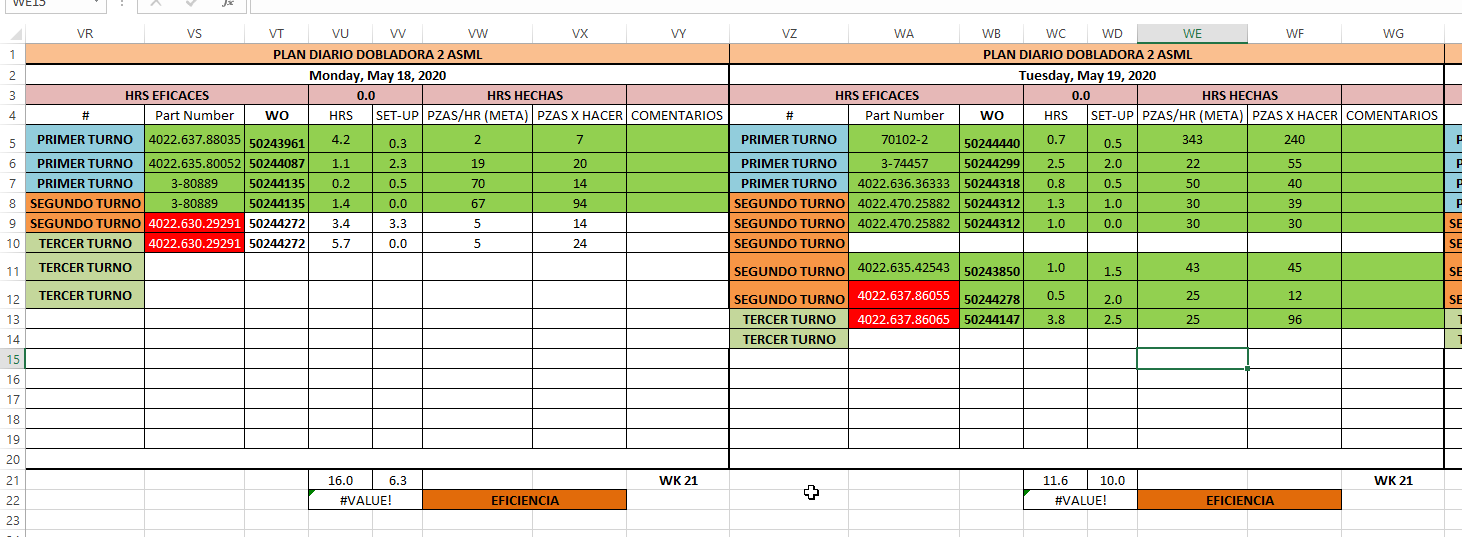 WE15 fx
VR VS VT VU VV VW VX VY VZ WA WB WC WD WE WF WG
1 PLAN DIARIO DOBLADORA 2 ASML PLAN DIARIO DOBLADORA 2 ASML
2 Monday, May 18, 2020 Tuesday, May 19, 2020
3 HRS EFICACES 0.0 HRS HECHAS HRS EFICACES 0.0 HRS HECHAS
4 # Part Number WO HRS SET-UP PZAS/HR (META) PZAS X HACER COMENTARIOS # Part Number WO HRS SET-UP PZAS/HR (META) PZAS X HACER COMENTARIOS
5 PRIMER TURNO 4022.637.88035 50243961 4.2 0.3 2 7 PRIMER TURNO 70102-2 50244440 0.7 0.5 343 240
6 PRIMER TURNO 4022.635.80052 50244087 1.1 2.3 19 20 PRIMER TURNO 3-74457 50244299 2.5 2.0 22 55
7 PRIMER TURNO 3-80889 50244135 0.2 0.5 70 14 PRIMER TURNO 4022.636.36333 50244318 0.8 0.5 50 40
8 SEGUNDO TURNO 3-80889 50244135 1.4 0.0 67 94 SEGUNDO TURNO 4022.470.25882 50244312 1.3 1.0 30 39
9 SEGUNDO TURNO 4022.630.29291 50244272 3.4 3.3 5 14 SEGUNDO TURNO 4022.470.25882 50244312 1.0 0.0 30 30 SE
10 TERCER TURNO 4022.630.29291 50244272 5.7 0.0 5 24 SEGUNDO TURNO SE
11 TERCER TURNO SEGUNDO TURNO 4022.635.42543 50243850 1.0 1.5 43 45 SE
12 TERCER TURNO SEGUNDO TURNO 4022.637.86055 50244278 0.5 2.0 25 12 SE
13 TERCER TURNO 4022.637.86065 50244147 3.8 2.5 25 96
14 TERCER TURNO
15
16
17
18
19
20
21 16.0 6.3 WK 21 11.6 10.0 WK 21
22 #VALUE! EFICIENCIA #VALUE! EFICIENCIA
23